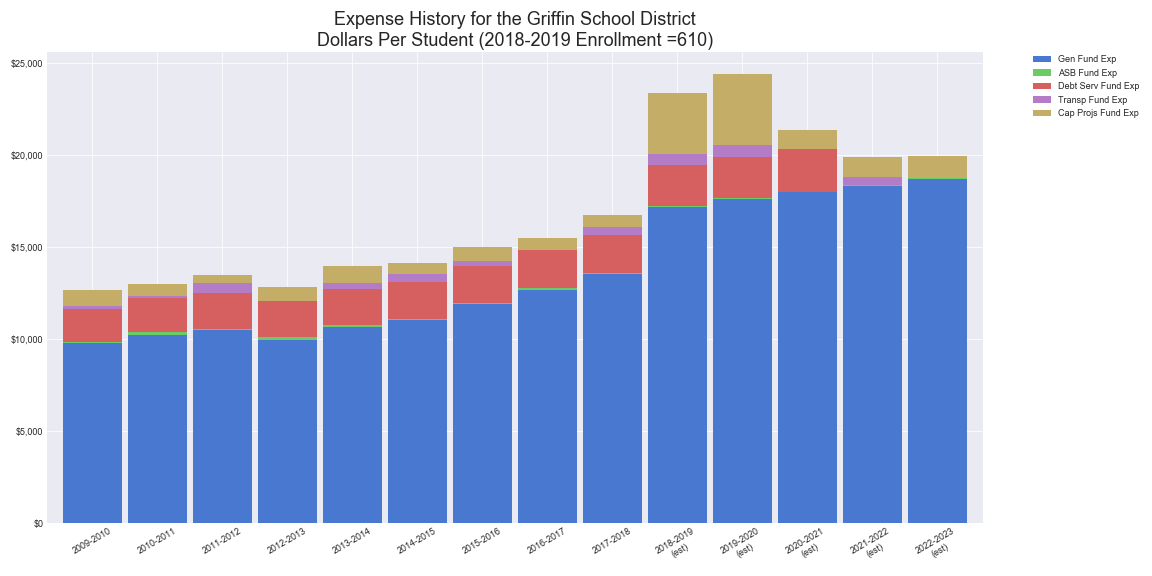 Expense History for the Griffin School District
Dollars Per Student (2018-2019 Enrollment =610)
$25,000
$20,000
$15,000
$10,000
$5,000
$0
2009-2010
2010-2011
2011-2012
2012-2013
2013-2014
2014-2015
2015-2016
2016-2017
2017-2018
2018-2019
(est)
2019-2020
(est)
2020-2021
(est)
2021-2022
(est)
2022-2023
(est)
Gen Fund Exp
ASB Fund Exp
Debt Serv Fund Exp
Transp Fund Exp
Cap Projs Fund Exp